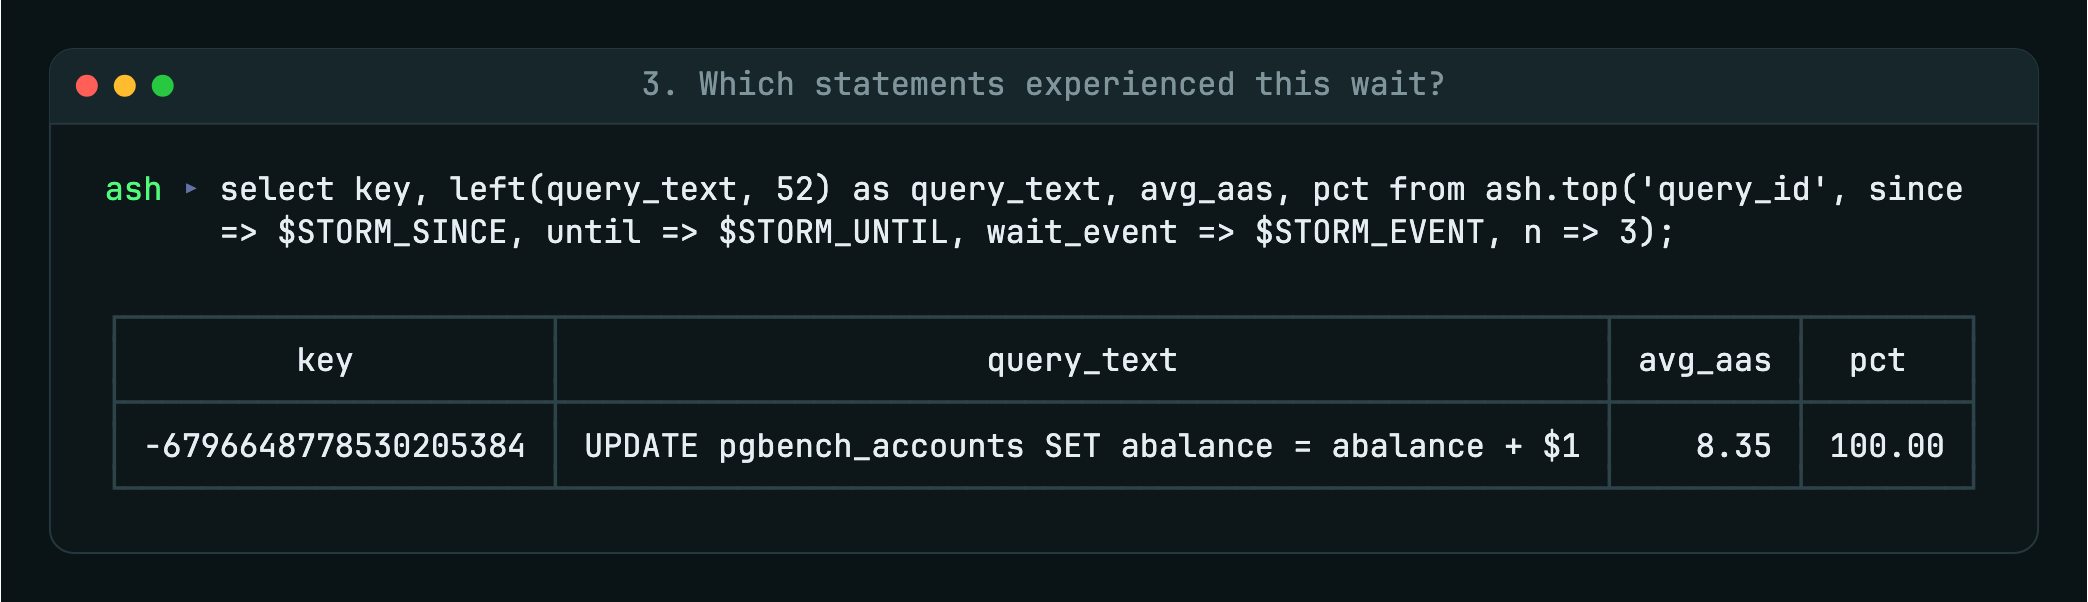 3. Which statements experienced this wait?
ash ▸ select key, left(query_text, 52) as query_text, avg_aas, pct from ash.top('query_id', since
=> $STORM_SINCE, until => $STORM_UNTIL, wait_event => $STORM_EVENT, n => 3);
key query_text avg_aas pct
-6796648778530205384 UPDATE pgbench_accounts SET abalance = abalance + $1 8.35 100.00